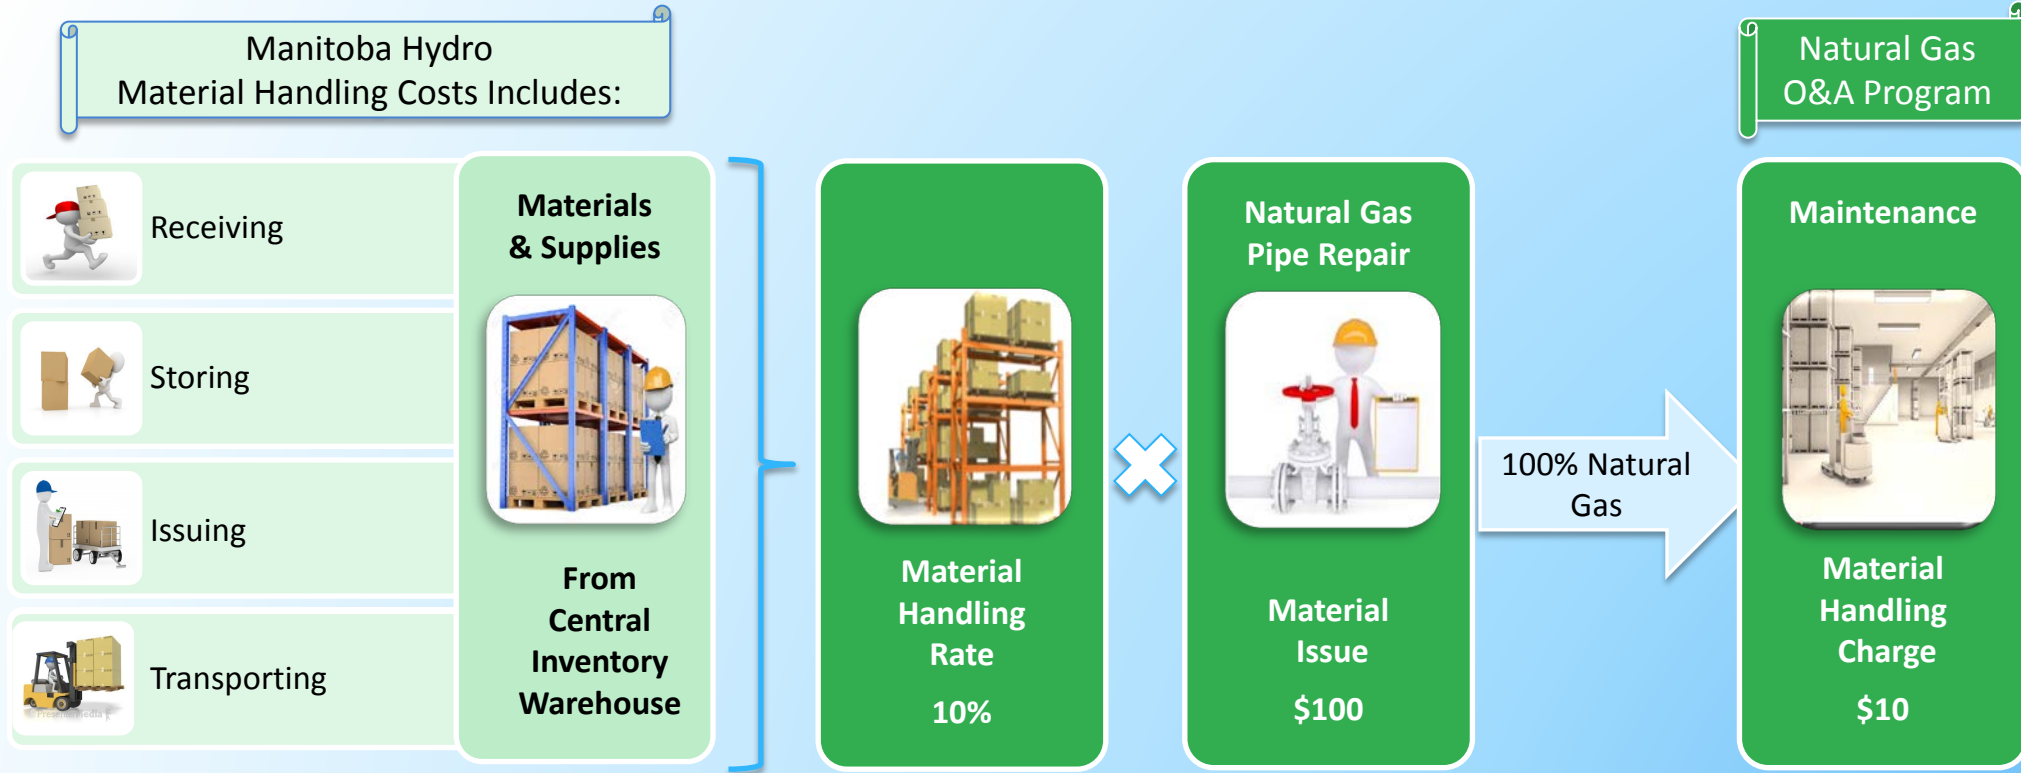 Manitoba Hydro
Material Handling Costs Includes:
Natural Gas
O&A Program
Receiving
Storing
Issuing
Transporting
Materials
& Supplies
From
Central
Inventory
Warehouse
Material
Handling
Rate
10%
Natural Gas
Pipe Repair
Material
Issue
$100
100% Natural
Gas
Maintenance
Material
Handling
Charge
$10